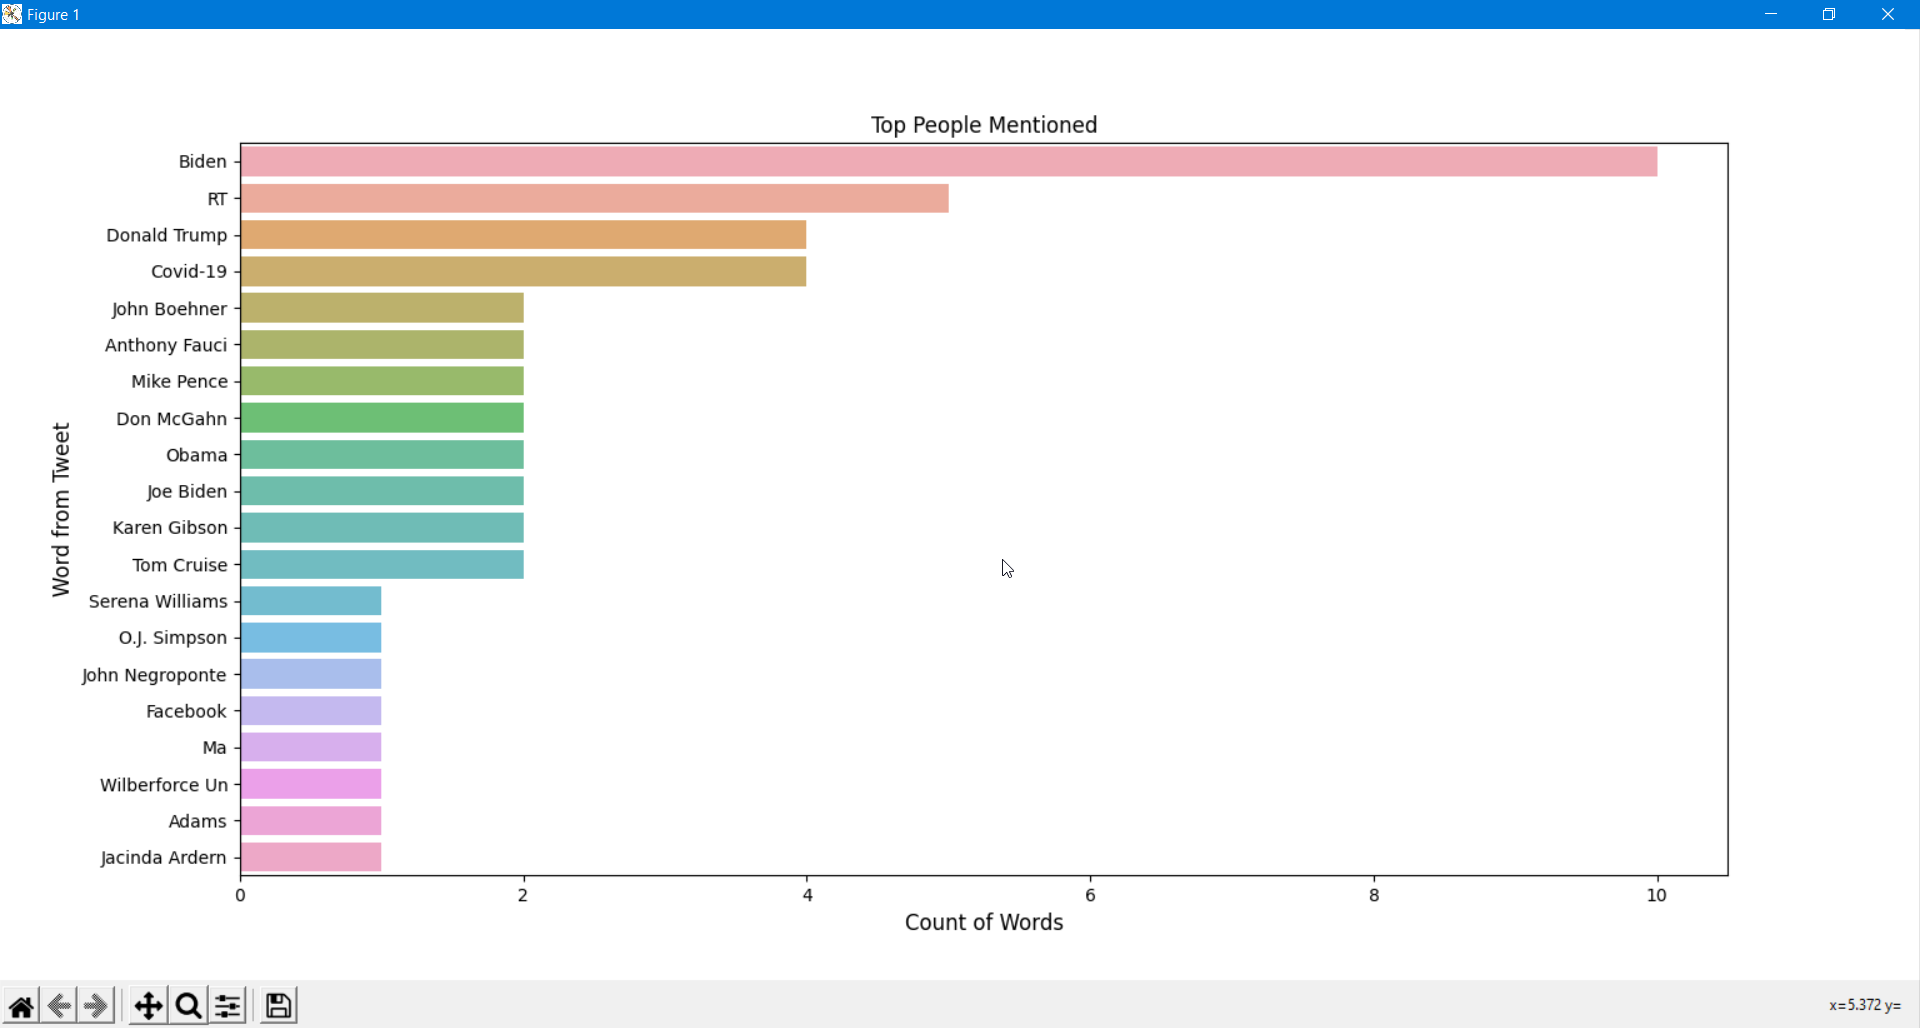 Figure 1
Top People Mentioned
Word from Tweet
Biden
RT
Donald Trump
Covid-19
John Boehner
Anthony Fauci
Mike Pence
Don McGahn
Obama
Joe Biden
Karen Gibson
Tom Cruise
Serena Williams
O.J. Simpson
John Negroponte
Facebook
Ma
Wilberforce Un
Adams
Jacinda Ardern
0 2 4 6 8 10
Count of Words
x=5.372 y=